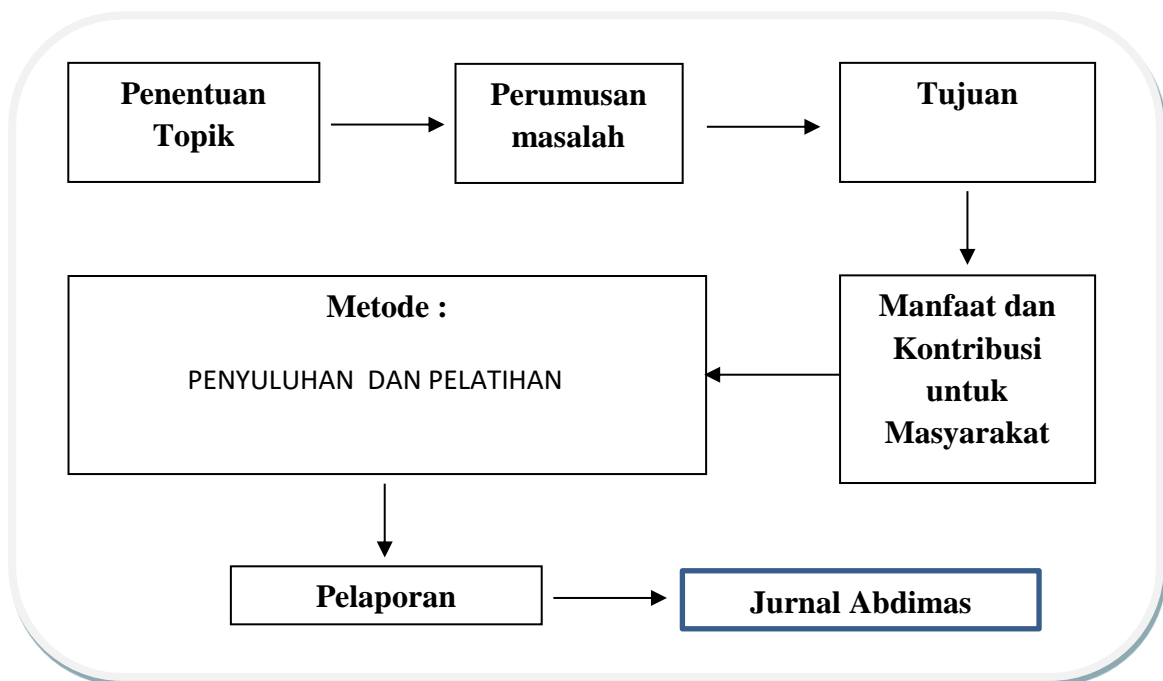 Penentuan
Topik
Perumusan
masalah
Tujuan
Manfaat dan
Kontribusi
untuk
Masyarakat
Metode :
PENYULUHAN DAN PELATIHAN
Pelaporan
Jurnal Abdimas